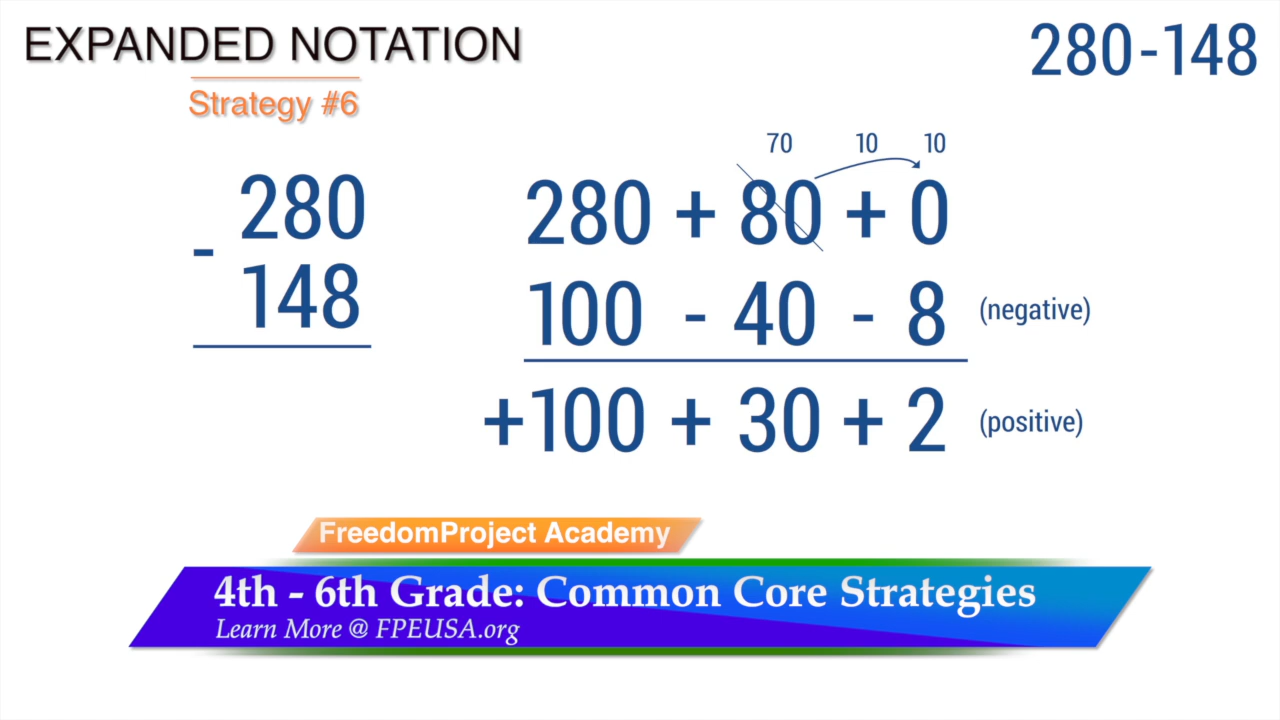 EXPANDED NOTATION
280-148
Strategy #6
280
- 148
70 10 10
280 + 80 + 0
100 - 40 - 8 (negative)
+100 + 30 + 2 (positive)
FreedomProject Academy
4th - 6th Grade: Common Core Strategies
Learn More @ FPEUSA.org